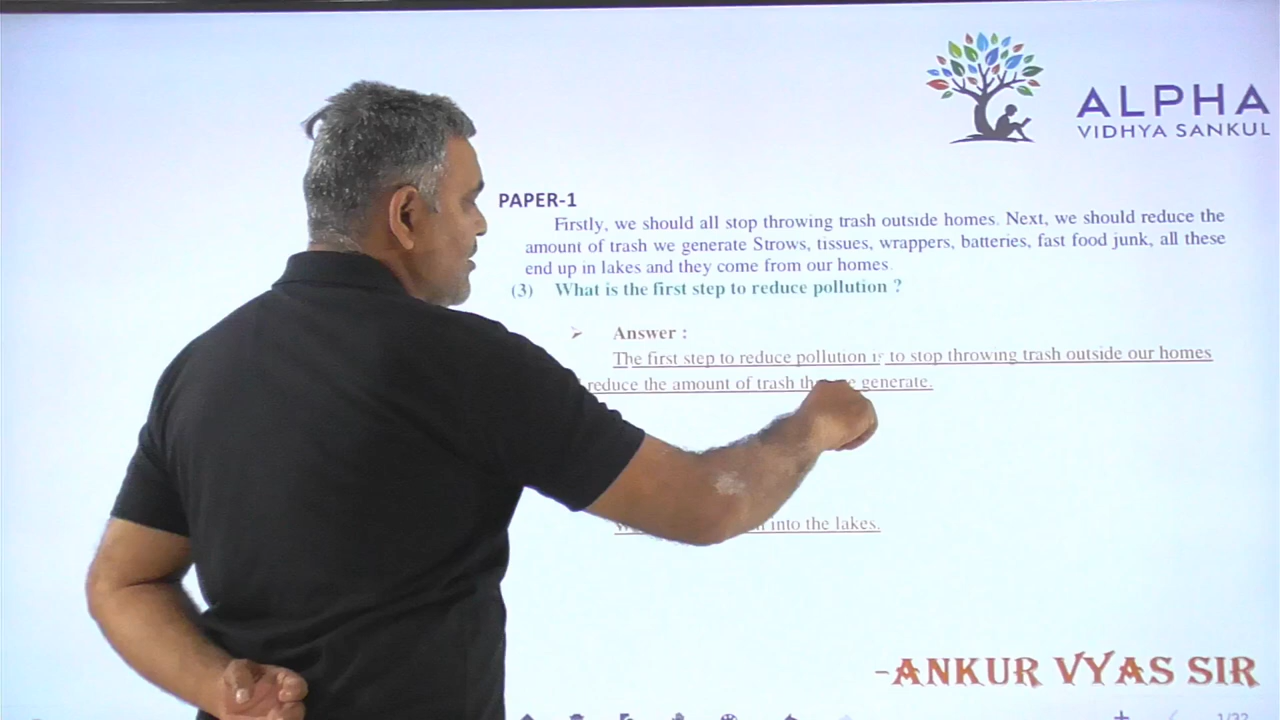 ALPHA
VIDHYA SANKUL
PAPER-1
Firstly, we should all stop throwing trash outside homes. Next, we should reduce the
amount of trash we generate Strows, tissues, wrappers, batteries, fast food junk, all these
end up in lakes and they come from our homes.
(3) What is the first step to reduce pollution ?
➢ Answer :
The first step to reduce pollution is to stop throwing trash outside our homes
reduce the amount of trash generate.
into the lakes.
-ANKUR VYAS SIR